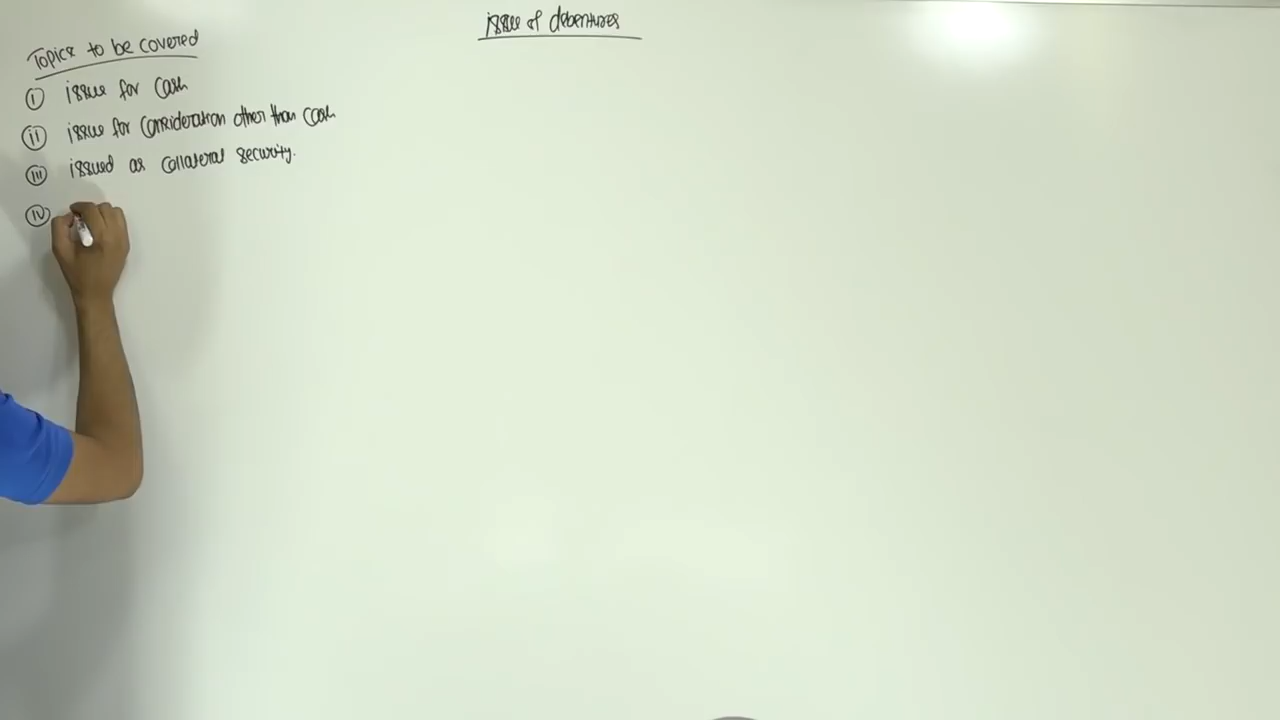 issue of debentures
Topics to be covered
(i) issue for cash
(ii) issue for consideration other than cash
(iii) issued as collateral security.
(iv)